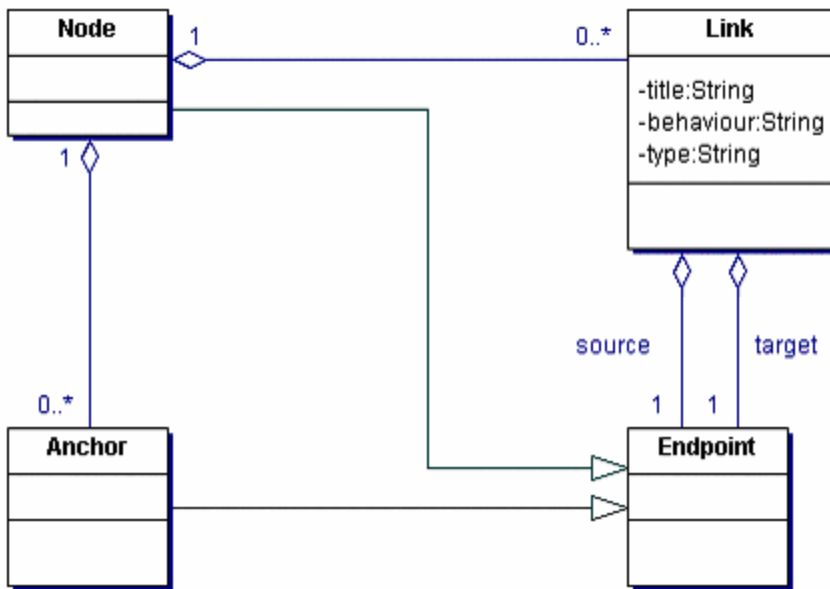 Node
1
0..*
Link
-title:String
-behaviour:String
-type:String
1
source
target
0..*
1
1
Anchor
Endpoint